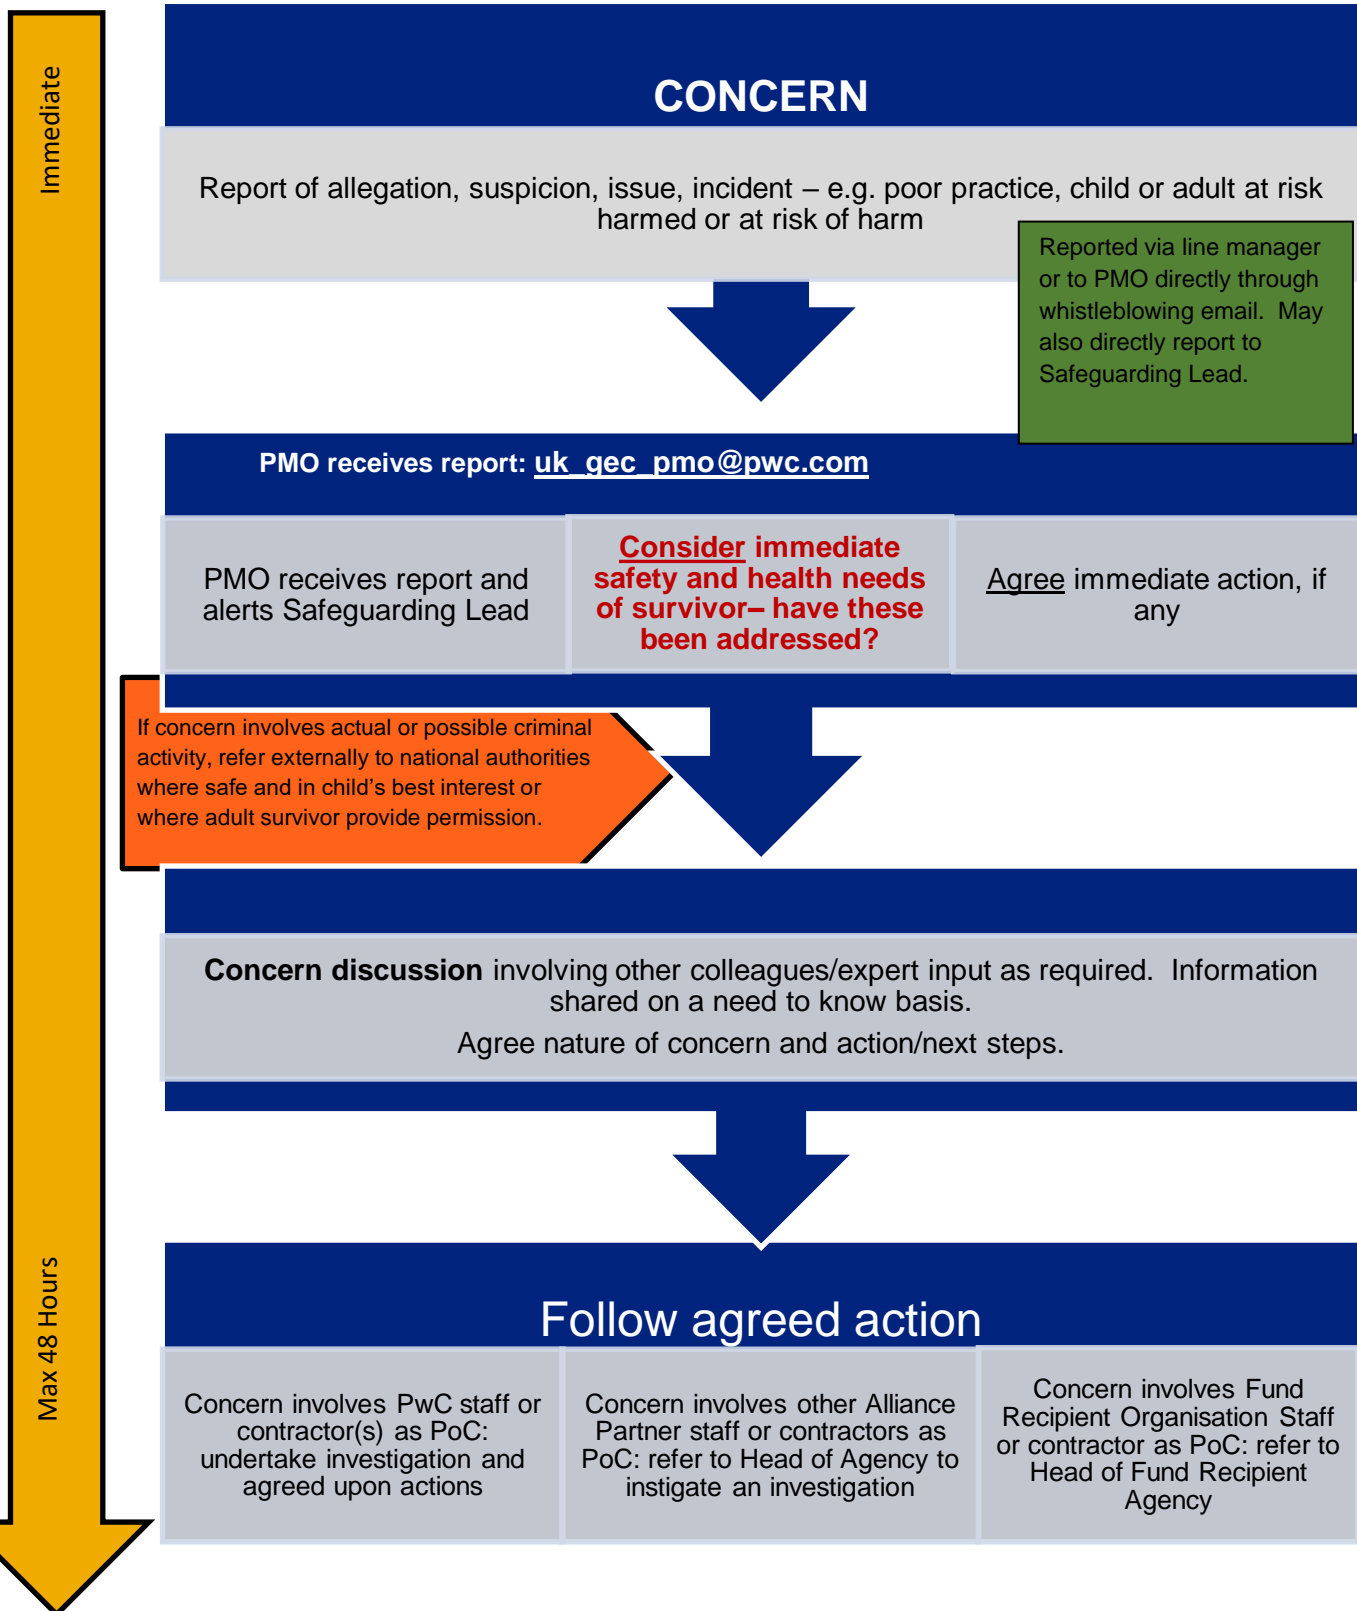 Immediate
CONCERN
Report of allegation, suspicion, issue, incident – e.g. poor practice, child or adult at risk
harmed or at risk of harm
Reported via line manager
or to PMO directly through
whistleblowing email.  May
also directly report to
Safeguarding Lead.
PMO receives report: uk_gec_pmo@pwc.com
PMO receives report and
alerts Safeguarding Lead
Consider immediate
safety and health needs
of survivor– have these
been addressed?
Agree immediate action, if
any
If concern involves actual or possible criminal
activity, refer externally to national authorities
where safe and in child’s best interest or
where adult survivor provide permission.
Concern discussion involving other colleagues/expert input as required.  Information
shared on a need to know basis.
Agree nature of concern and action/next steps.
Max 48 Hours
Follow agreed action
Concern involves PwC staff or
contractor(s) as PoC:
undertake investigation and
agreed upon actions
Concern involves other Alliance
Partner staff or contractors as
PoC: refer to Head of Agency to
instigate an investigation
Concern involves Fund
Recipient Organisation Staff
or contractor as PoC: refer to
Head of Fund Recipient
Agency